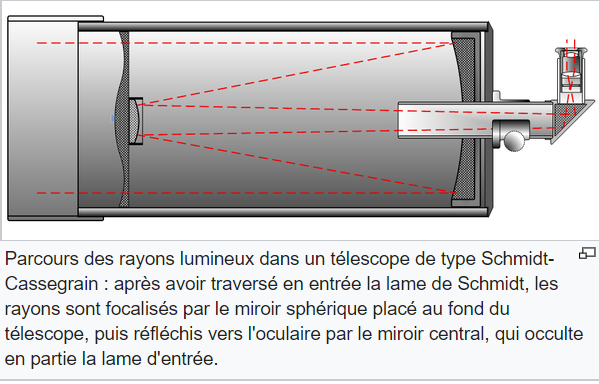 Parcours des rayons lumineux dans un télescope de type Schmidt-
Cassegrain : après avoir traversé en entrée la lame de Schmidt, les
rayons sont focalisés par le miroir sphérique placé au fond du
télescope, puis réfléchis vers l'oculaire par le miroir central, qui occulte
en partie la lame d'entrée.